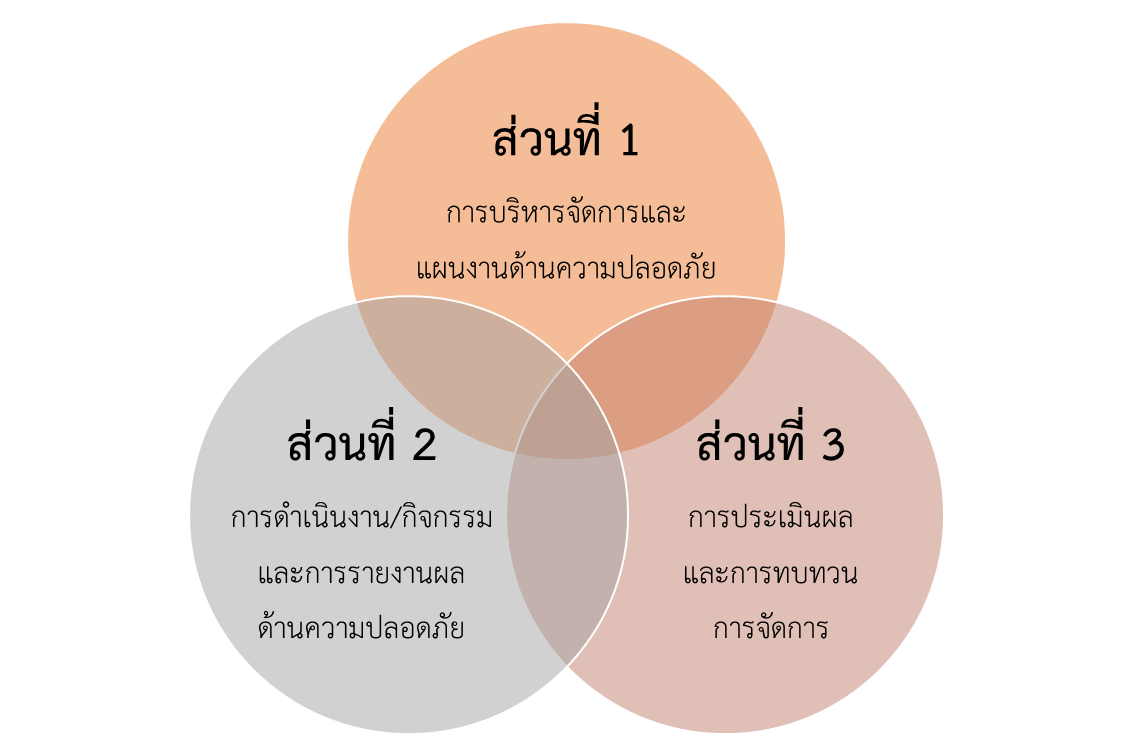 ส่วนที่ 1
การบริหารจัดการและ
แผนงานด้านความปลอดภัย
ส่วนที่ 2
การดำเนินงาน/กิจกรรม
และการรายงานผล
ด้านความปลอดภัย
ส่วนที่ 3
การประเมินผล
และการทบทวน
การจัดการ